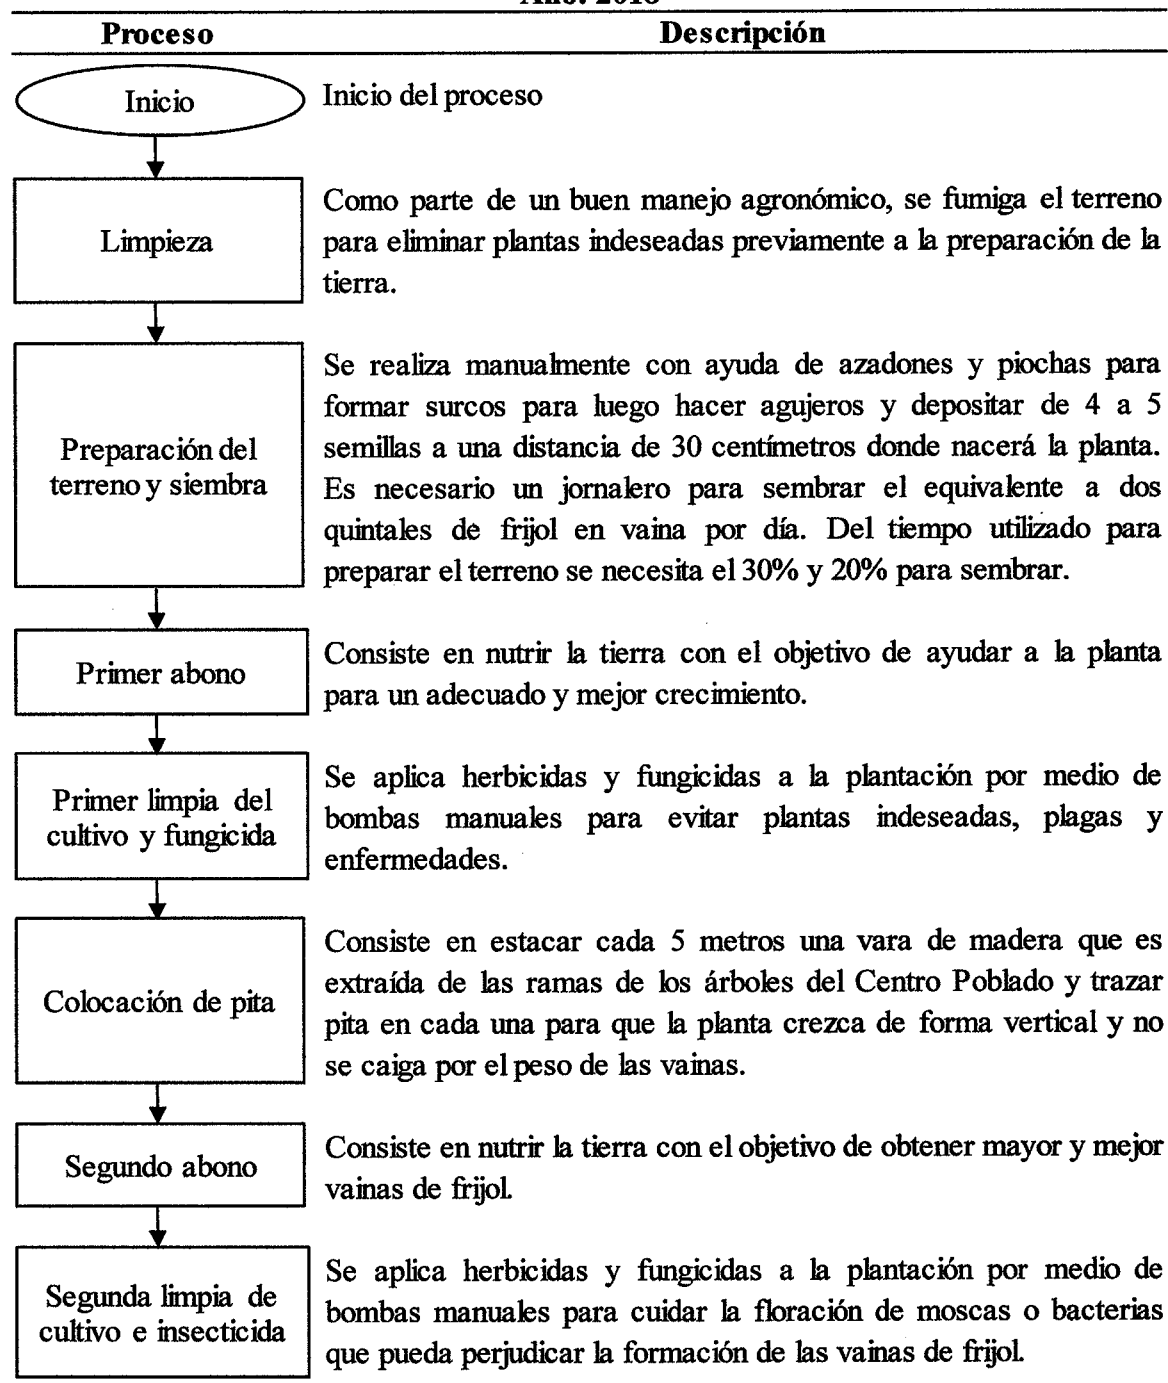 Proceso Descripción
Inicio
Inicio del proceso
Limpieza
Como parte de un buen manejo agronómico, se fumiga el terreno
para eliminar plantas indeseadas previamente a la preparación de la
tierra.
Preparación del
terreno y siembra
Se realiza manualmente con ayuda de azadones y piochas para
formar surcos para luego hacer agujeros y depositar de 4 a 5
semillas a una distancia de 30 centímetros donde nacerá la planta.
Es necesario un jornalero para sembrar el equivalente a dos
quintales de frijol en vaina por día. Del tiempo utilizado para
preparar el terreno se necesita el 30% y 20% para sembrar.
Primer abono
Consiste en nutrir la tierra con el objetivo de ayudar a la planta
para un adecuado y mejor crecimiento.
Primer limpia del
cultivo y fungicida
Se aplica herbicidas y fungicidas a la plantación por medio de
bombas manuales para evitar plantas indeseadas, plagas y
enfermedades.
Colocación de pita
Consiste en estacar cada 5 metros una vara de madera que es
extraída de las ramas de los árboles del Centro Poblado y trazar
pita en cada una para que la planta crezca de forma vertical y no
se caiga por el peso de las vainas.
Segundo abono
Consiste en nutrir la tierra con el objetivo de obtener mayor y mejor
vainas de frijol.
Segunda limpia de
cultivo e insecticida
Se aplica herbicidas y fungicidas a la plantación por medio de
bombas manuales para cuidar la floración de moscas o bacterias
que pueda perjudicar la formación de las vainas de frijol.